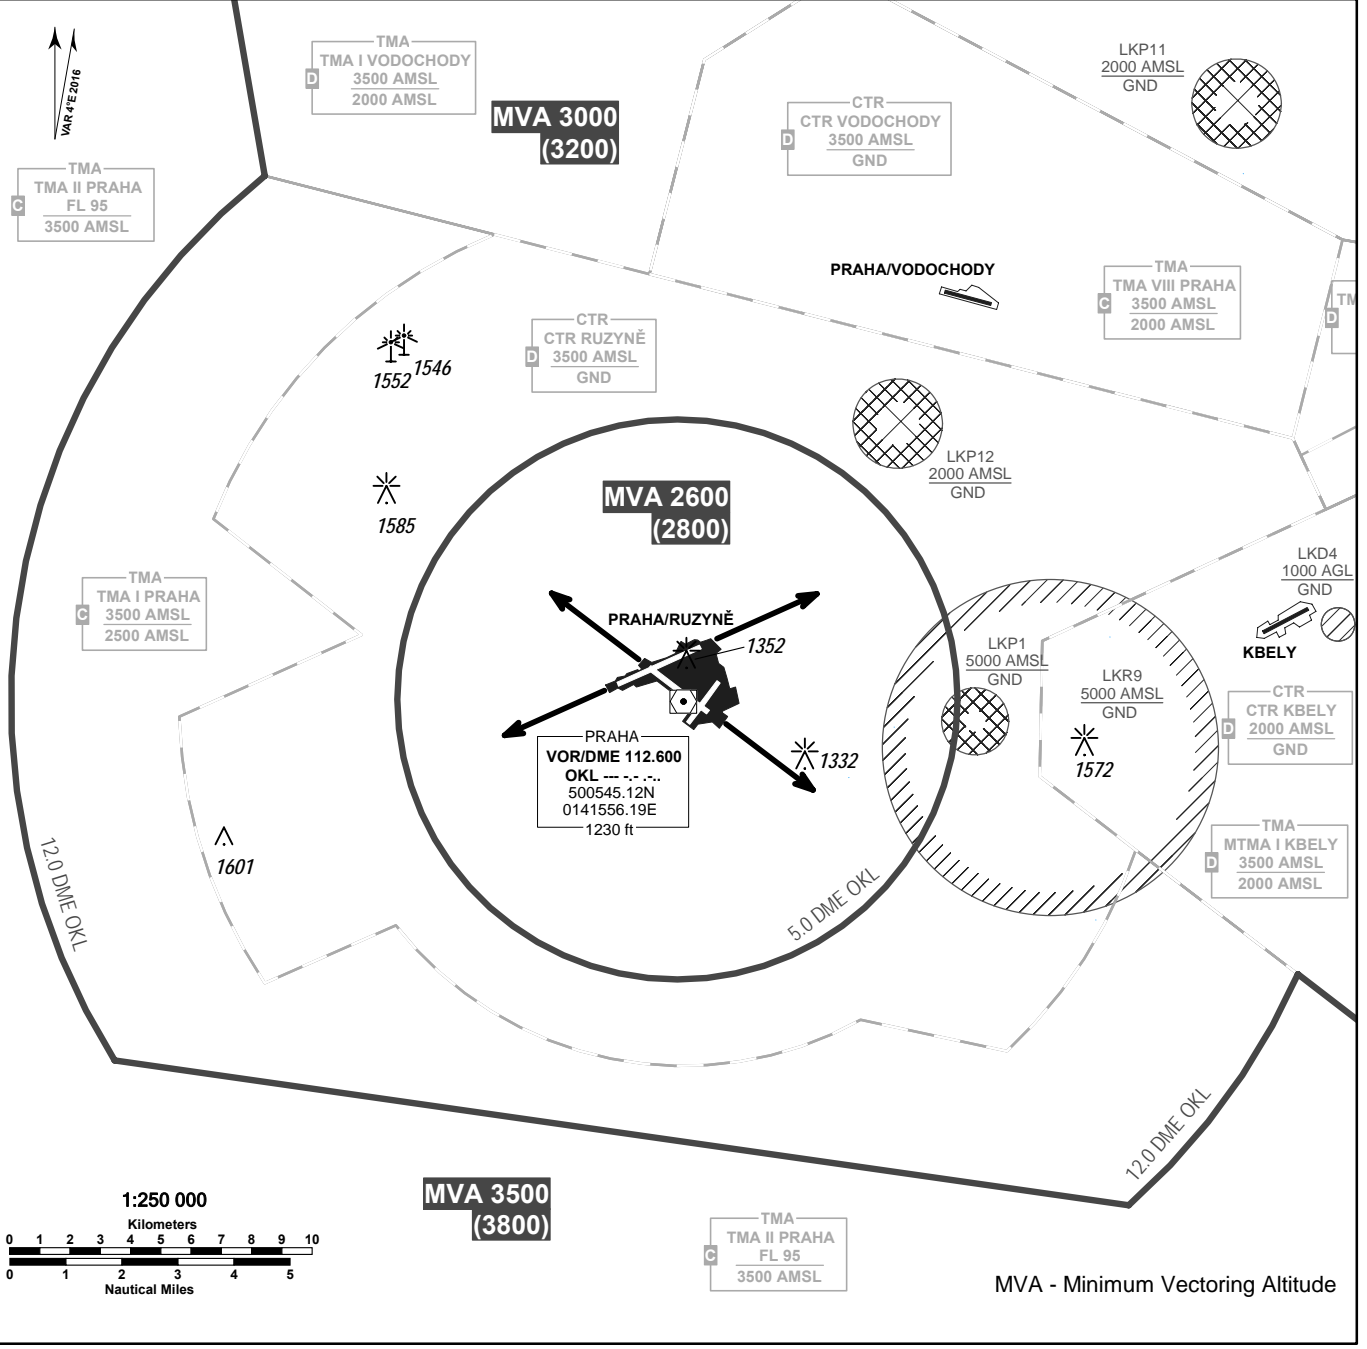 VAR 4°E 2016
TMA
TMA I VODOCHODY
D
3500 AMSL
2000 AMSL
MVA 3000
(3200)
CTR
CTR VODOCHODY
D
3500 AMSL
GND
LKP11
2000 AMSL
GND
TMA
TMA II PRAHA
C
FL 95
3500 AMSL
PRAHA/VODOCHODY
TMA
TMA VIII PRAHA
C
3500 AMSL
2000 AMSL
TM
D
CTR
CTR RUZYNĚ
D
3500 AMSL
GND
1546
1552
LKP12
2000 AMSL
GND
1585
MVA 2600
(2800)
LKD4
1000 AGL
GND
KBELY
TMA
TMA I PRAHA
C
3500 AMSL
2500 AMSL
PRAHA/RUZYNĚ
1352
LKP1
5000 AMSL
GND
LKR9
5000 AMSL
GND
1572
CTR
CTR KBELY
D
2000 AMSL
GND
PRAHA
VOR/DME 112.600
OKL --- -.- .-..
500545.12N
0141556.19E
1230 ft
1332
1601
TMA
MTMA I KBELY
D
3500 AMSL
2000 AMSL
12.0 DME OKL
5.0 DME OKL
12.0 DME OKL
MVA 3500
(3800)
1:250 000
Kilometers
0 1 2 3 4 5 6 7 8 9 10
0 1 2 3 4 5
Nautical Miles
TMA
TMA II PRAHA
C
FL 95
3500 AMSL
MVA - Minimum Vectoring Altitude